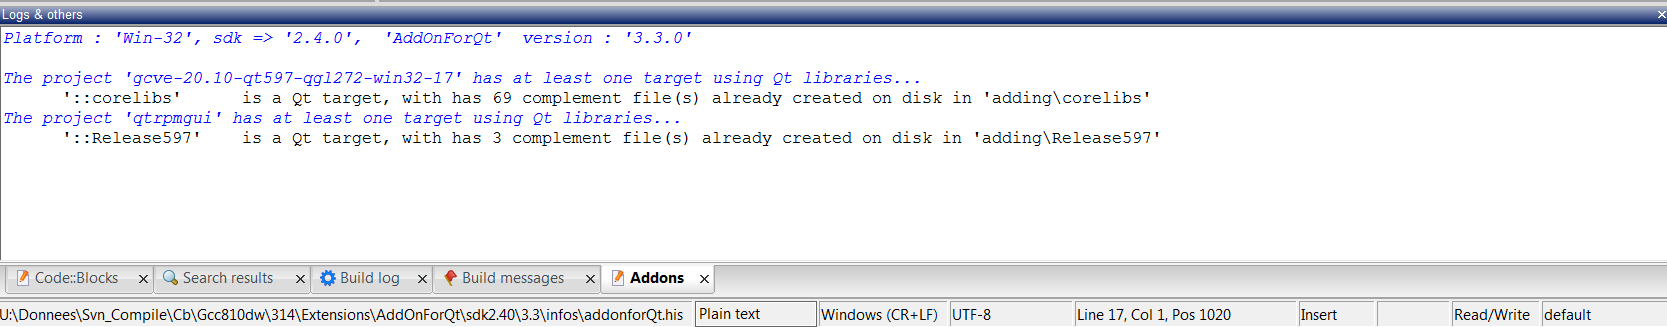 Logs & others
Platform : 'Win-32', sdk => '2.4.0',  'AddOnForQt'  version : '3.3.0'
The project 'gcve-20.10-qt597-qgl272-win32-17' has at least one target using Qt libraries...
'::corelibs'      is a Qt target, with has 69 complement file(s) already created on disk in 'adding\corelibs'
The project 'qtrpmgui' has at least one target using Qt libraries...
'::Release597'    is a Qt target, with has 3 complement file(s) already created on disk in 'adding\Release597'
Code::Blocks Search results Build log Build messages Addons
U:\Donnees\Svn_Compile\Cb\Gcc810dw\314\Extensions\AddOnForQt\sdk2.40\3.3\infos\addonforQt.his Plain text Windows (CR+LF) UTF-8 Line 17, Col 1, Pos 1020 Insert Read/Write default